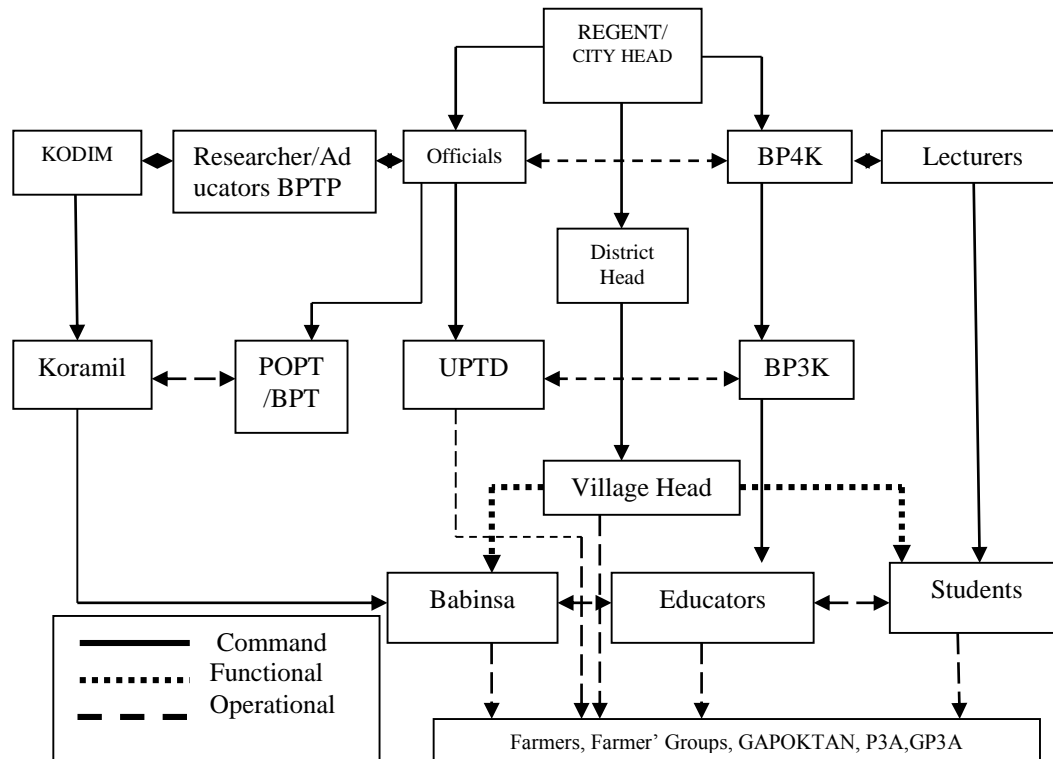 REGENT/
CITY HEAD
KODIM
Researcher/Ad
ucators BPTP
Officials
BP4K
Lecturers
District
Head
Koramil
POPT
/BPT
UPTD
BP3K
Village Head
Babinsa
Educators
Students
Command
Functional
Operational
Farmers, Farmer’ Groups, GAPOKTAN, P3A,GP3A